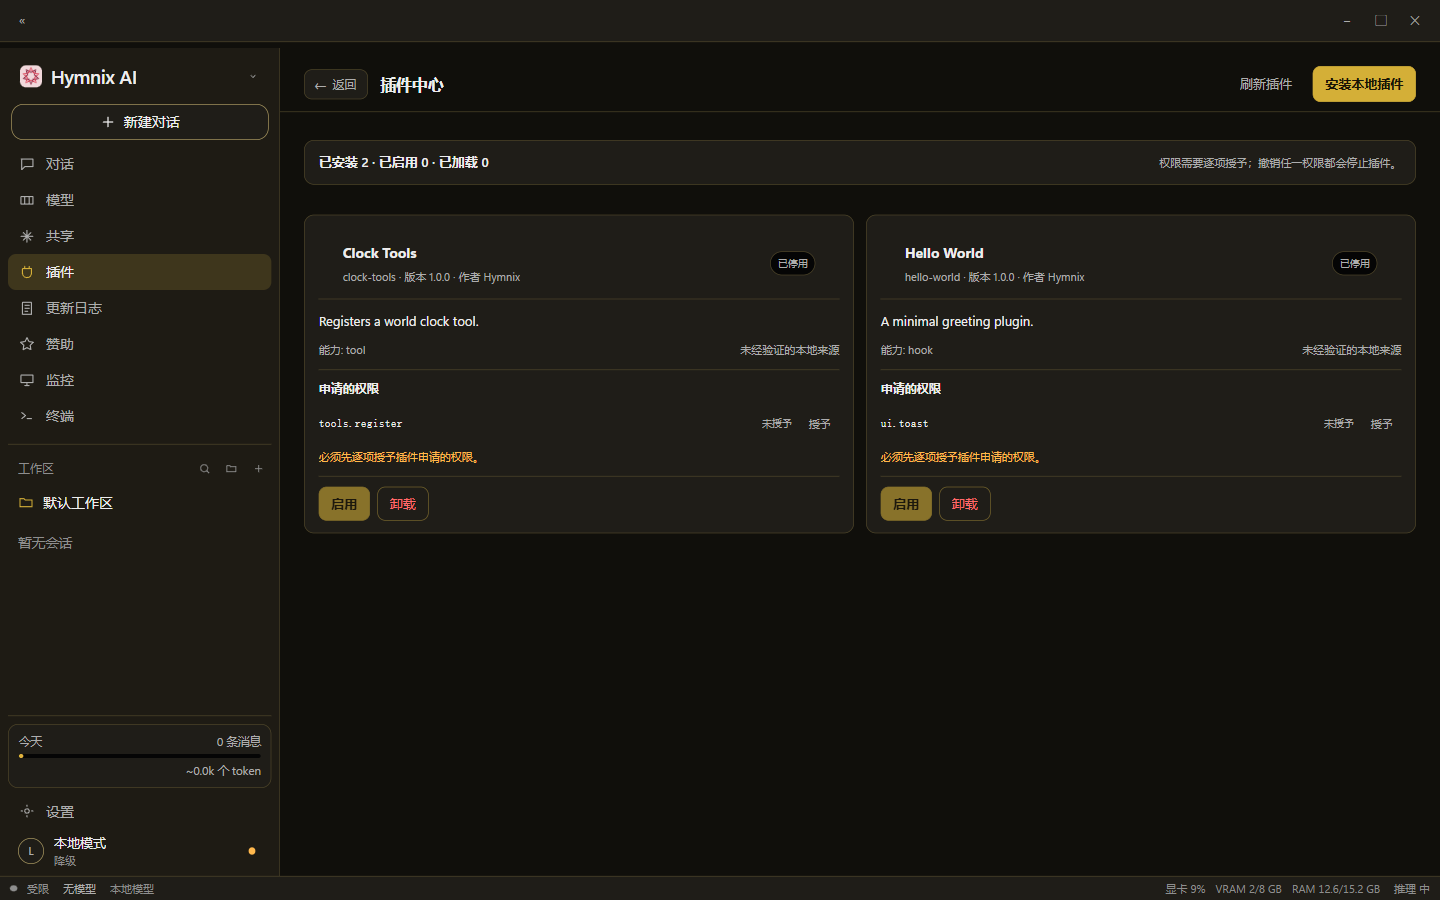 «
Hymnix AI
新建对话
对话
模型
共享
插件
更新日志
赞助
监控
终端
工作区
默认工作区
暂无会话
今天 0 条消息
~0.0k 个 token
设置
L 本地模式
降级
← 返回 插件中心 刷新插件 安装本地插件
已安装 2 · 已启用 0 · 已加载 0 权限需要逐项授予；撤销任一权限都会停止插件。
Clock Tools
clock-tools · 版本 1.0.0 · 作者 Hymnix
已停用
Registers a world clock tool.
能力: tool 未经验证的本地来源
申请的权限
tools.register 未授予 授予
必须先逐项授予插件申请的权限。
启用 卸载
Hello World
hello-world · 版本 1.0.0 · 作者 Hymnix
已停用
A minimal greeting plugin.
能力: hook 未经验证的本地来源
申请的权限
ui.toast 未授予 授予
必须先逐项授予插件申请的权限。
启用 卸载
受限 无模型 本地模型 显卡 9% VRAM 2/8 GB RAM 12.6/15.2 GB 推理 中